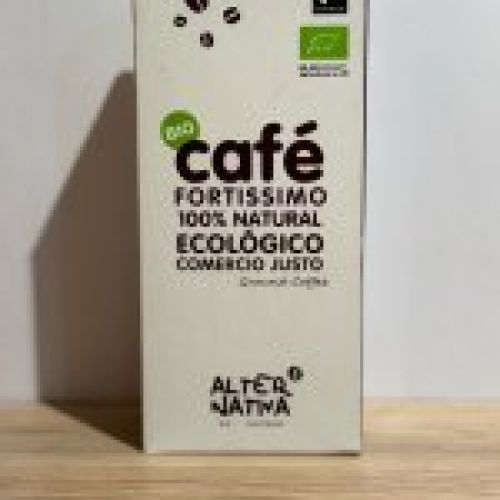 BIO
café
FORTISSIMO
100% NATURAL
ECOLÓGICO
COMERCIO JUSTO
Ground Coffee
ALTER
NATIVA